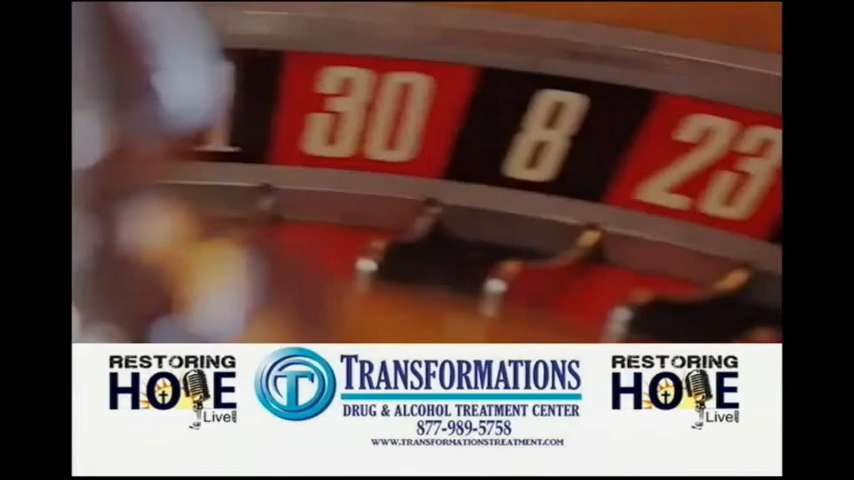 30 8 23
RESTORING
HOPE
Live!
TRANSFORMATIONS
DRUG & ALCOHOL TREATMENT CENTER
877-989-5758
WWW.TRANSFORMATIONSTREATMENT.COM
RESTORING
HOPE
Live!